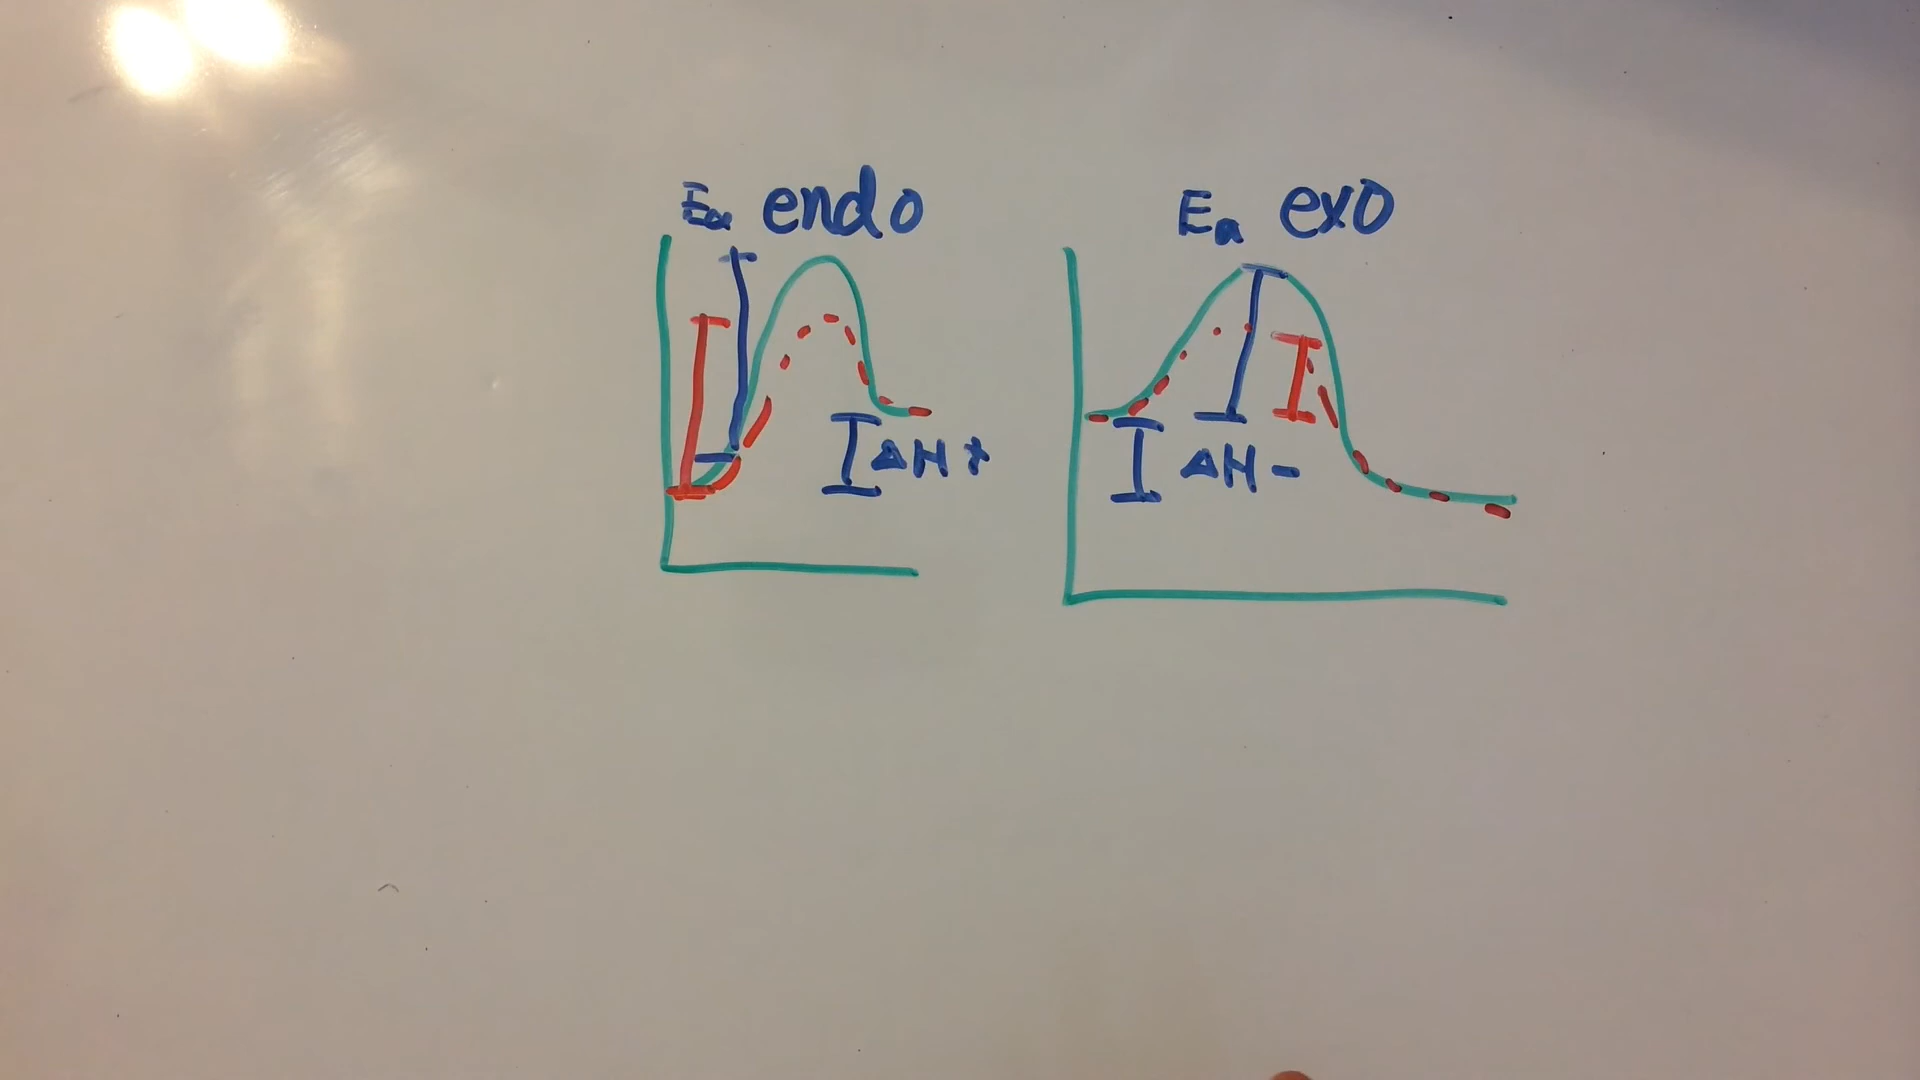 Ea endo
Ea exo
ΔH +
ΔH -